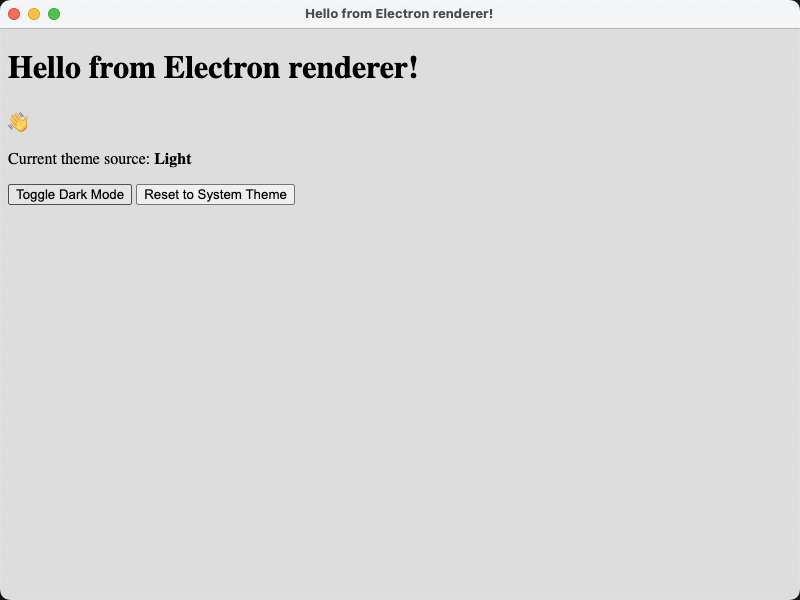 Hello from Electron renderer!
Hello from Electron renderer!
👋
Current theme source: Light
Toggle Dark Mode Reset to System Theme